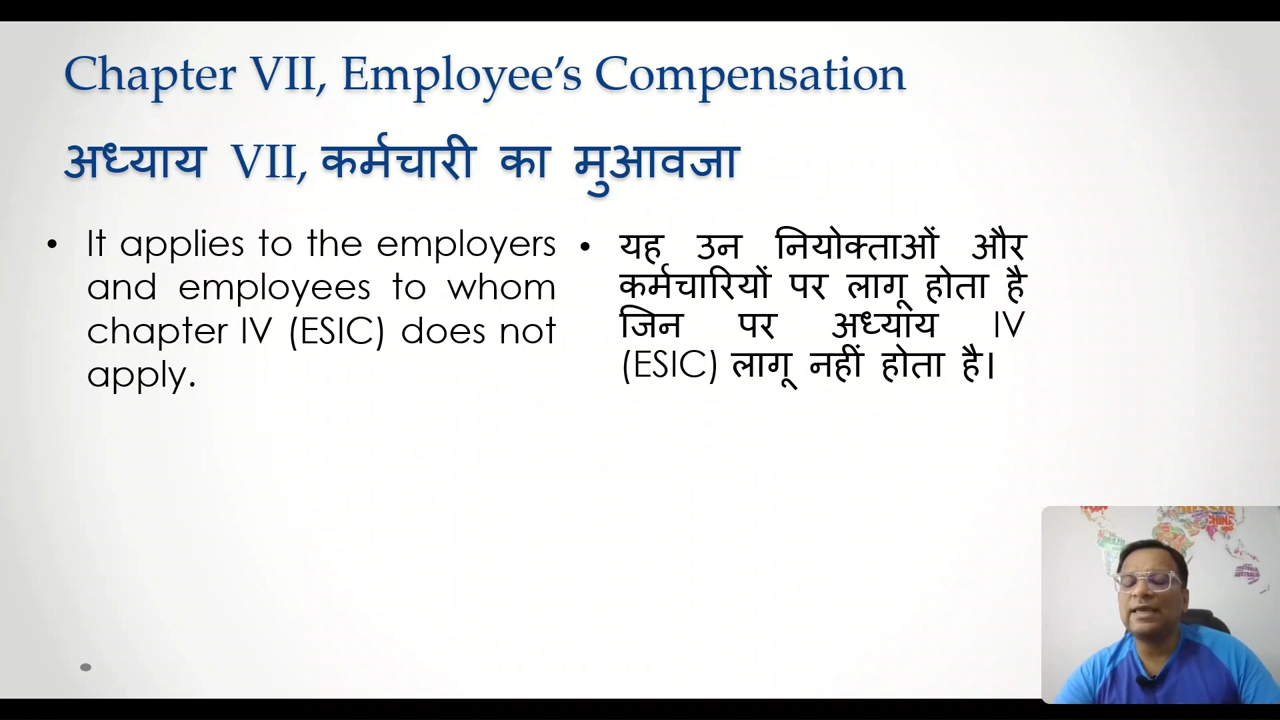 Chapter VII, Employee’s Compensation
अध्याय VII, कर्मचारी का मुआवजा
• It applies to the employers
and employees to whom
chapter IV (ESIC) does not
apply.
• यह उन नियोक्ताओं और
कर्मचारियों पर लागू होता है
जिन पर अध्याय IV
(ESIC) लागू नहीं होता है।